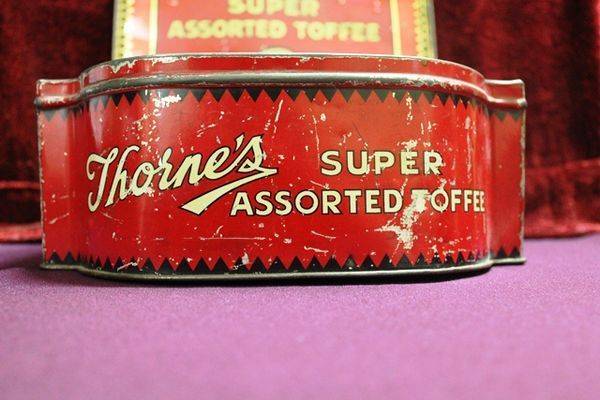 SUPER
ASSORTED TOFFEE
Thorne's SUPER
ASSORTED TOFFEE